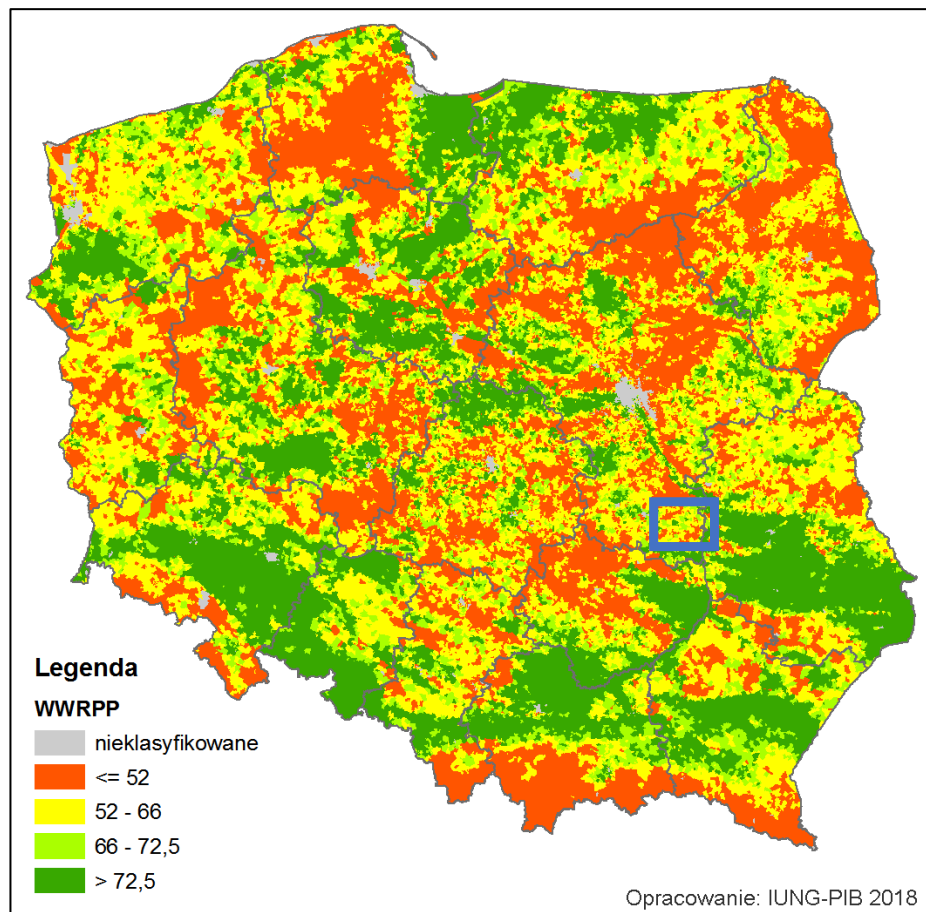 Legenda
WWRPP
nieklasyfikowane
<= 52
52 - 66
66 - 72,5
> 72,5
Opracowanie: IUNG-PIB 2018